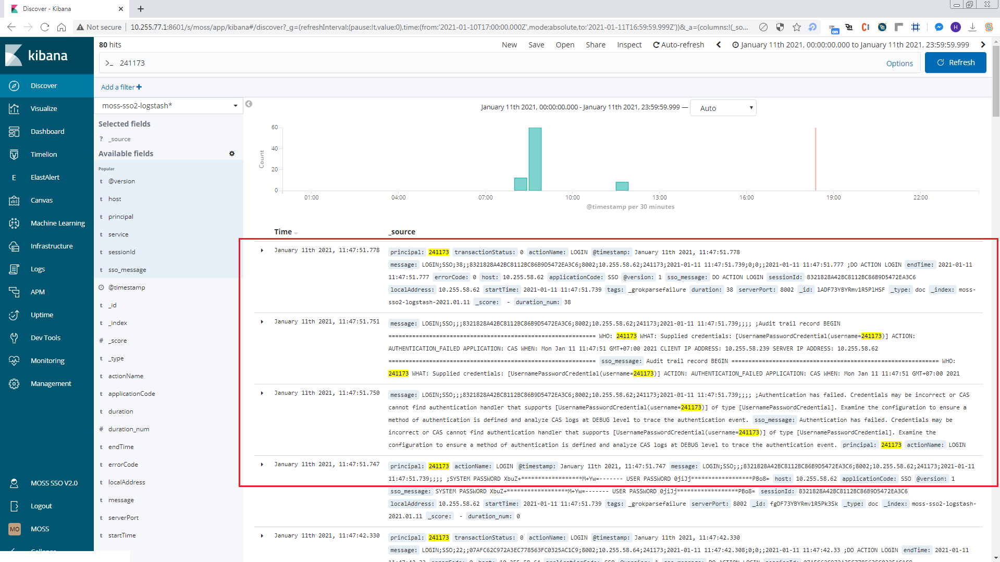 Discover - Kibana
Not secure | 10.255.77.1:8601/s/moss/app/kibana#/discover?_g=(refreshInterval:(pause:!t,value:0),time:(from:'2021-01-10T17:00:00.000Z',mode:absolute,to:'2021-01-11T16:59:59.999Z'))&_a=(columns:!(_so...
on
H
kibana
Discover
Visualize
Dashboard
Timelion
E ElastAlert
Canvas
Machine Learning
Infrastructure
Logs
APM
Uptime
Dev Tools
Monitoring
Management
MOSS SSO V2.0
Logout
MO MOSS
80 hits
New Save Open Share Inspect Auto-refresh January 11th 2021, 00:00:00.000 to January 11th 2021, 23:59:59.999
>_ 241173
Options
Refresh
Add a filter +
moss-sso2-logstash*
Selected fields
? _source
Available fields
Popular
t @version
t host
t principal
t service
t sessionId
t sso_message
@timestamp
t _id
t _index
# _score
t _type
t actionName
t applicationCode
t duration
# duration_num
t endTime
t errorCode
t localAddress
t message
t serverPort
t startTime
January 11th 2021, 00:00:00.000 - January 11th 2021, 23:59:59.999 — Auto
Count
60
40
20
0
01:00 04:00 07:00 10:00 13:00 16:00 19:00 22:00
@timestamp per 30 minutes
Time _source
January 11th 2021, 11:47:51.778
principal: 241173 transactionStatus: 0 actionName: LOGIN @timestamp: January 11th 2021, 11:47:51.778
message: LOGIN;SSO;38;;8321828A42BC8112BC86B9D5472EA3C6;8002;10.255.58.62;241173;2021-01-11 11:47:51.739;0;0;;2021-01-11 11:47:51.777 ;DO ACTION LOGIN endTime: 2021-01-11
11:47:51.777 errorCode: 0 host: 10.255.58.62 applicationCode: SSO @version: 1 sso_message: DO ACTION LOGIN sessionId: 8321828A42BC8112BC86B9D5472EA3C6
localAddress: 10.255.58.62 startTime: 2021-01-11 11:47:51.739 tags: _grokparsefailure duration: 38 serverPort: 8002 _id: lADF73YBYRmv1R5PlHSF _type: doc _index: moss-
sso2-logstash-2021.01.11 _score: - duration_num: 38
January 11th 2021, 11:47:51.751
message: LOGIN;SSO;;;8321828A42BC8112BC86B9D5472EA3C6;8002;10.255.58.62;241173;2021-01-11 11:47:51.739;;;; ;Audit trail record BEGIN
============================================================= WHO: 241173 WHAT: Supplied credentials: [UsernamePasswordCredential(username=241173)] ACTION:
AUTHENTICATION_FAILED APPLICATION: CAS WHEN: Mon Jan 11 11:47:51 GMT+07:00 2021 CLIENT IP ADDRESS: 10.255.58.239 SERVER IP ADDRESS: 10.255.58.62
============================================================= sso_message: Audit trail record BEGIN ============================================================= WHO:
241173 WHAT: Supplied credentials: [UsernamePasswordCredential(username=241173)] ACTION: AUTHENTICATION_FAILED APPLICATION: CAS WHEN: Mon Jan 11 11:47:51 GMT+07:00 2021
January 11th 2021, 11:47:51.750
message: LOGIN;SSO;;;8321828A42BC8112BC86B9D5472EA3C6;8002;10.255.58.62;241173;2021-01-11 11:47:51.739;;;; ;Authentication has failed. Credentials may be incorrect or CAS
cannot find authentication handler that supports [UsernamePasswordCredential(username=241173)] of type [UsernamePasswordCredential]. Examine the configuration to ensure a
method of authentication is defined and analyze CAS logs at DEBUG level to trace the authentication event. sso_message: Authentication has failed. Credentials may be
incorrect or CAS cannot find authentication handler that supports [UsernamePasswordCredential(username=241173)] of type [UsernamePasswordCredential]. Examine the
configuration to ensure a method of authentication is defined and analyze CAS logs at DEBUG level to trace the authentication event. principal: 241173 actionName: LOGIN
January 11th 2021, 11:47:51.747
principal: 241173 actionName: LOGIN @timestamp: January 11th 2021, 11:47:51.747 message: LOGIN;SSO;;;8321828A42BC8112BC86B9D5472EA3C6;8002;10.255.58.62;241173;2021-01-11
11:47:51.739;;;; ;SYSTEM PASSWORD XbuZ+******************M+Yw=------- USER PASSWORD 0jiJj******************PBo8= host: 10.255.58.62 applicationCode: SSO @version: 1
sso_message: SYSTEM PASSWORD XbuZ+******************M+Yw=------- USER PASSWORD 0jiJj******************PBo8= sessionId: 8321828A42BC8112BC86B9D5472EA3C6
localAddress: 10.255.58.62 startTime: 2021-01-11 11:47:51.739 tags: _grokparsefailure serverPort: 8002 _id: fgDF73YBYRmv1R5Pk3Sk _type: doc _index: moss-sso2-logstash-
2021.01.11 _score: - duration_num: 0
January 11th 2021, 11:47:42.330
principal: 241173 transactionStatus: 0 actionName: LOGIN @timestamp: January 11th 2021, 11:47:42.330
message: LOGIN;SSO;22;;07AFC62C972A3EC778563FC0325AC1C9;8002;10.255.58.64;241173;2021-01-11 11:47:42.308;0;0;;2021-01-11 11:47:42.33 ;DO ACTION LOGIN endTime: 2021-01-11